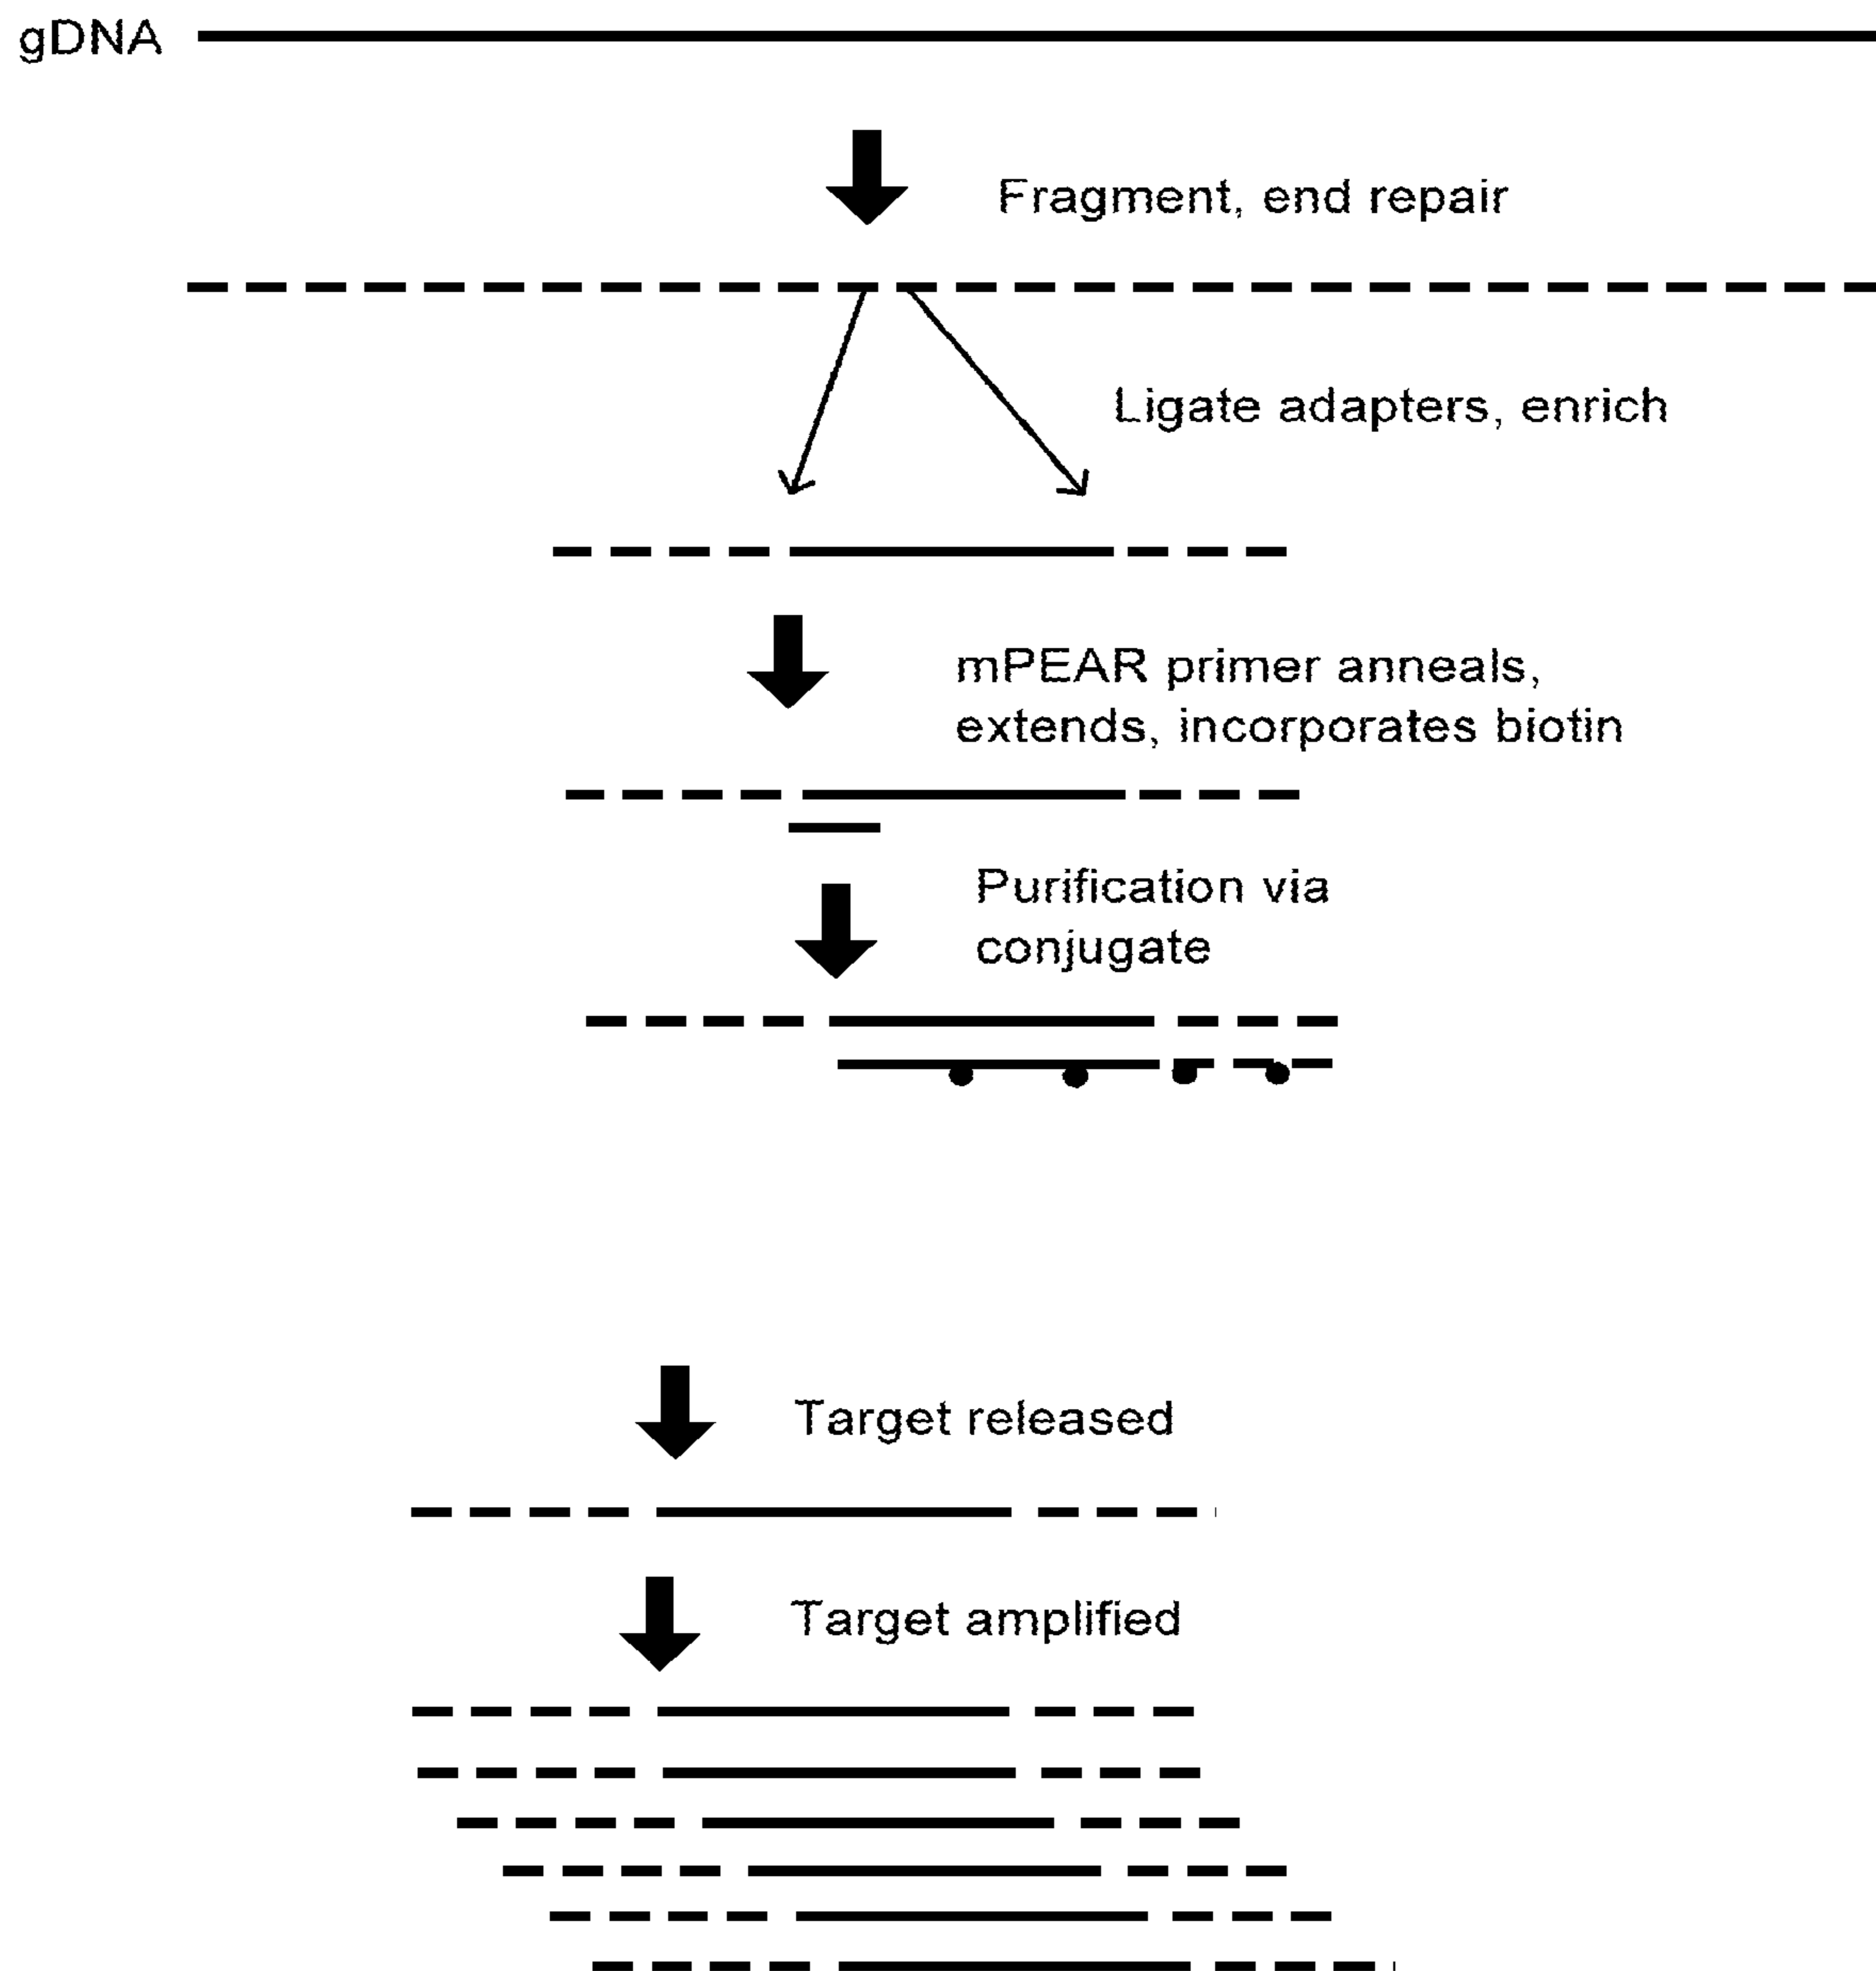 gDNA
Fragment, end repair
Ligate adapters, enrich
mPEAR primer anneals,
extends, incorporates biotin
Purification via
conjugate
Target released
Target amplified